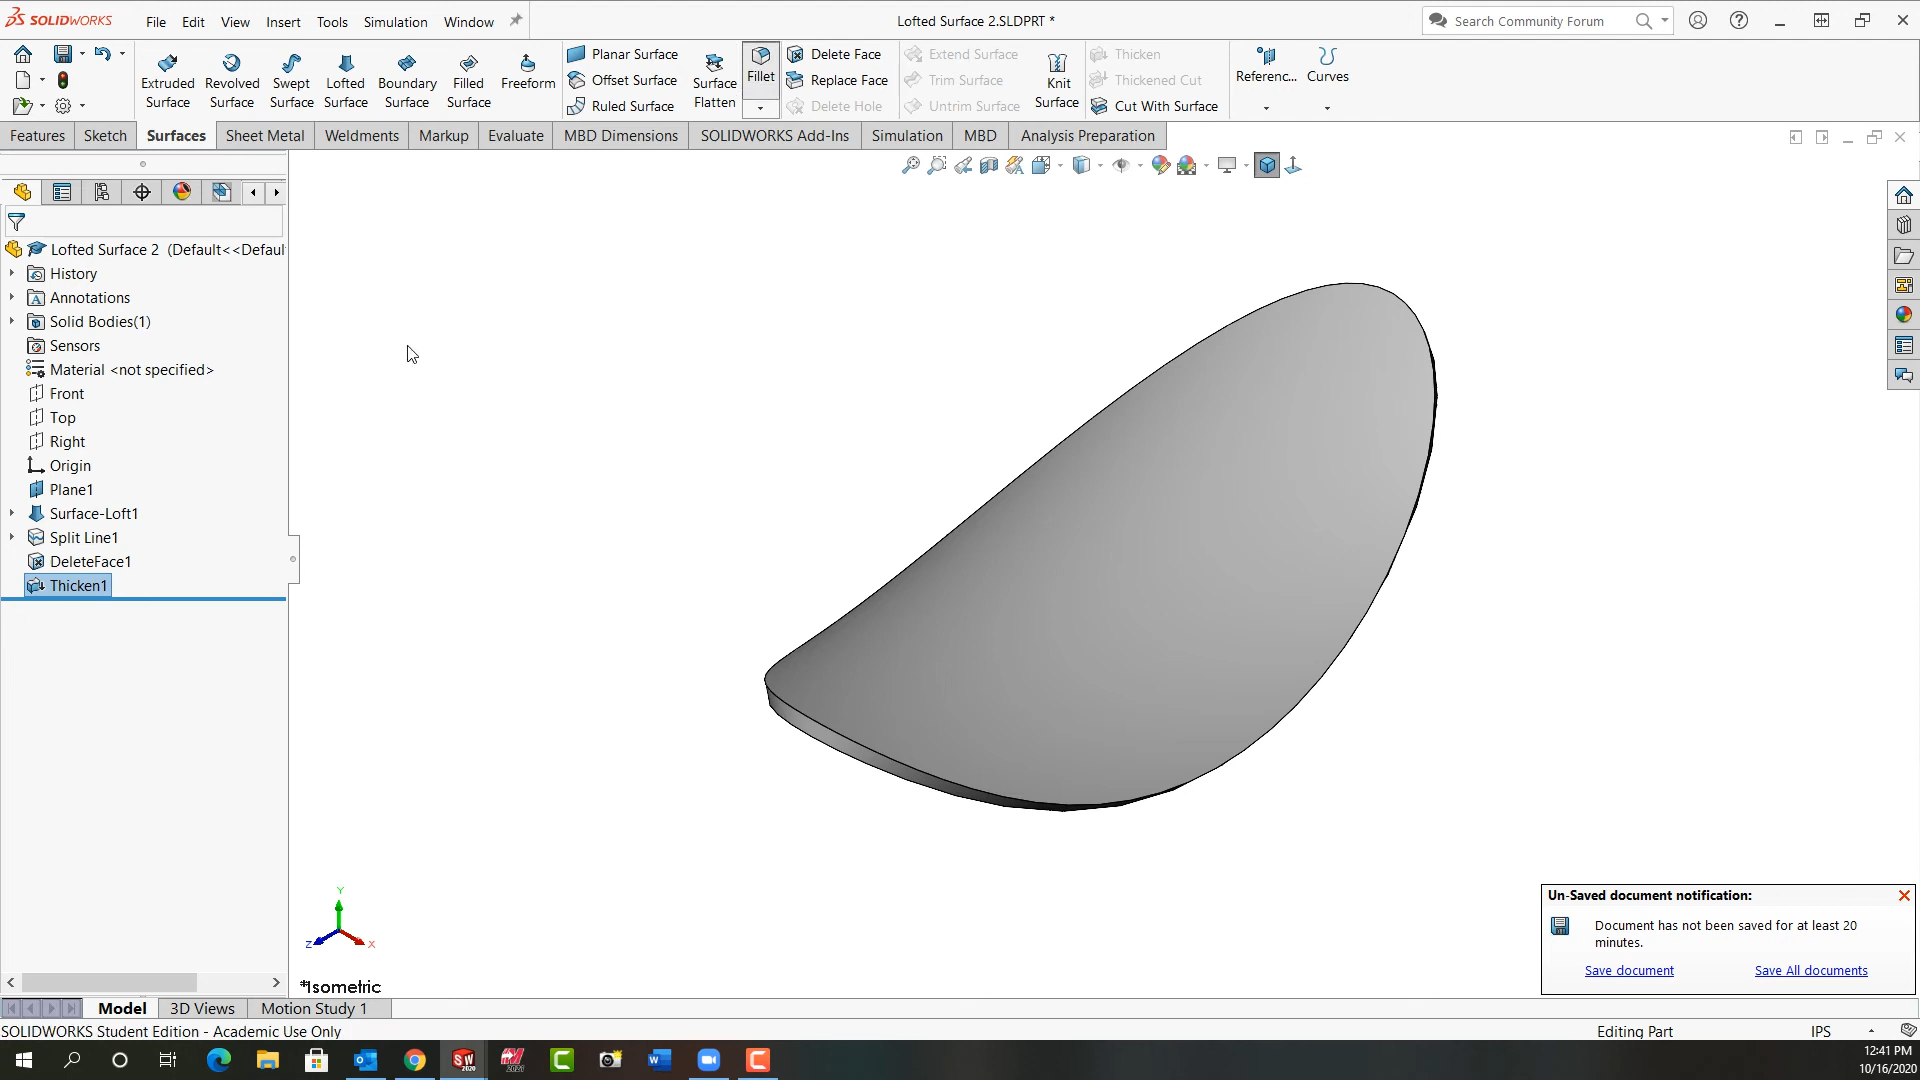 SOLIDWORKS File Edit View Insert Tools Simulation Window Lofted Surface 2.SLDPRT * Search Community Forum
Extruded Surface
Revolved Surface
Swept Surface
Lofted Surface
Boundary Surface
Filled Surface
Freeform
Planar Surface
Offset Surface
Ruled Surface
Surface Flatten
Fillet
Delete Face
Replace Face
Delete Hole
Extend Surface
Trim Surface
Untrim Surface
Knit Surface
Thicken
Thickened Cut
Cut With Surface
Referenc...
Curves
Features Sketch Surfaces Sheet Metal Weldments Markup Evaluate MBD Dimensions SOLIDWORKS Add-Ins Simulation MBD Analysis Preparation
Lofted Surface 2 (Default<<Defaul
History
Annotations
Solid Bodies(1)
Sensors
Material <not specified>
Front
Top
Right
Origin
Plane1
Surface-Loft1
Split Line1
DeleteFace1
Thicken1
Y
Z
X
*Isometric
Un-Saved document notification:
Document has not been saved for at least 20
minutes.
Save document Save All documents
Model 3D Views Motion Study 1
SOLIDWORKS Student Edition - Academic Use Only Editing Part IPS
12:41 PM
10/16/2020